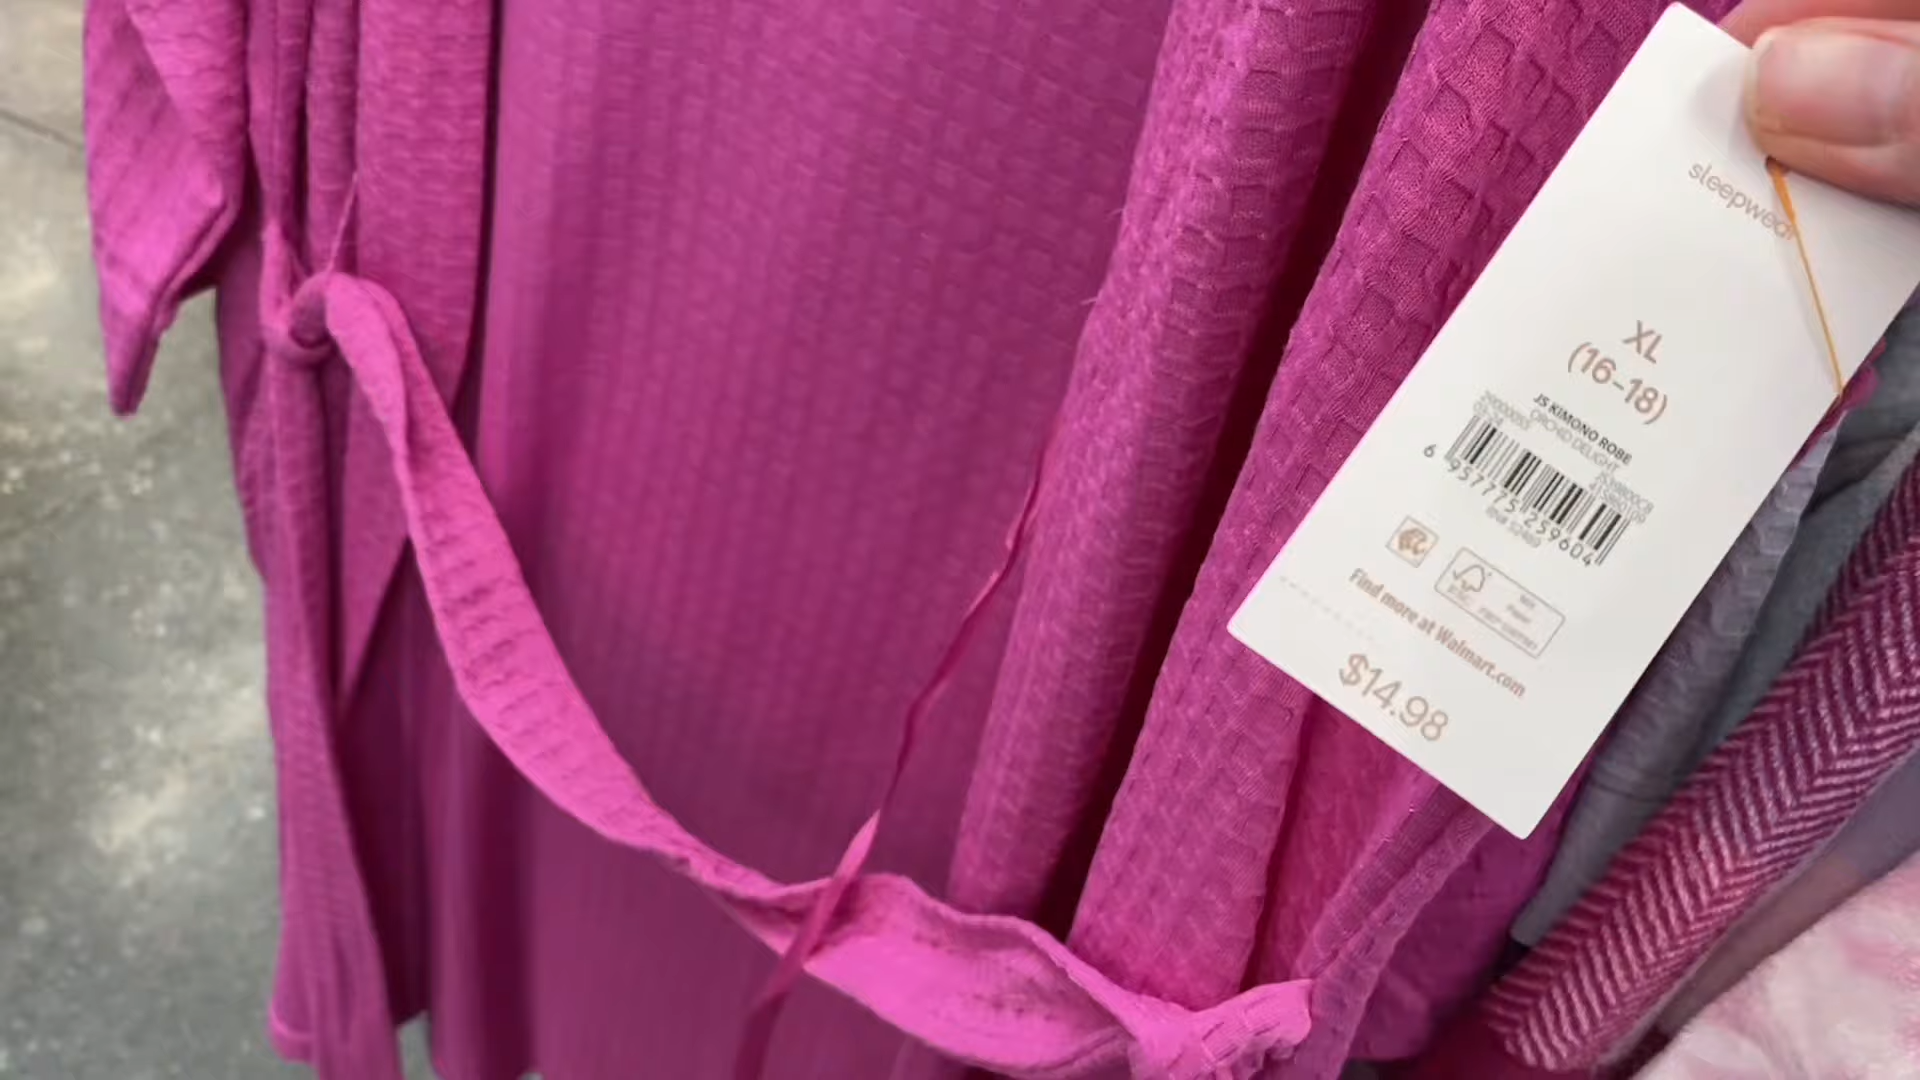 sleepwear
XL
(16-18)
JS KIMONO ROBE
ORCHID DELIGHT
6 957775 259604
Find more at Walmart.com
$14.98